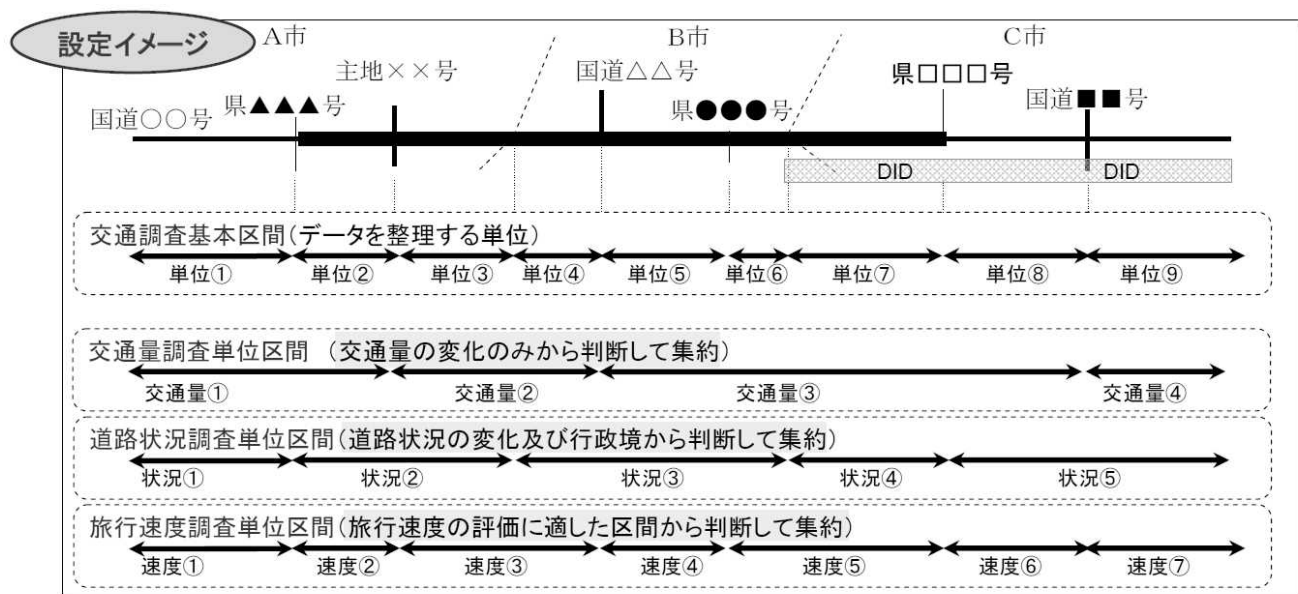 設定イメージ
A市 B市 C市
主地××号 国道△△号 県□□□号
国道○○号 県▲▲▲号 県●●●号 国道■■号
DID DID
交通調査基本区間(データを整理する単位)
単位① 単位② 単位③ 単位④ 単位⑤ 単位⑥ 単位⑦ 単位⑧ 単位⑨
交通量調査単位区間 (交通量の変化のみから判断して集約)
交通量① 交通量② 交通量③ 交通量④
道路状況調査単位区間(道路状況の変化及び行政境から判断して集約)
状況① 状況② 状況③ 状況④ 状況⑤
旅行速度調査単位区間(旅行速度の評価に適した区間から判断して集約)
速度① 速度② 速度③ 速度④ 速度⑤ 速度⑥ 速度⑦